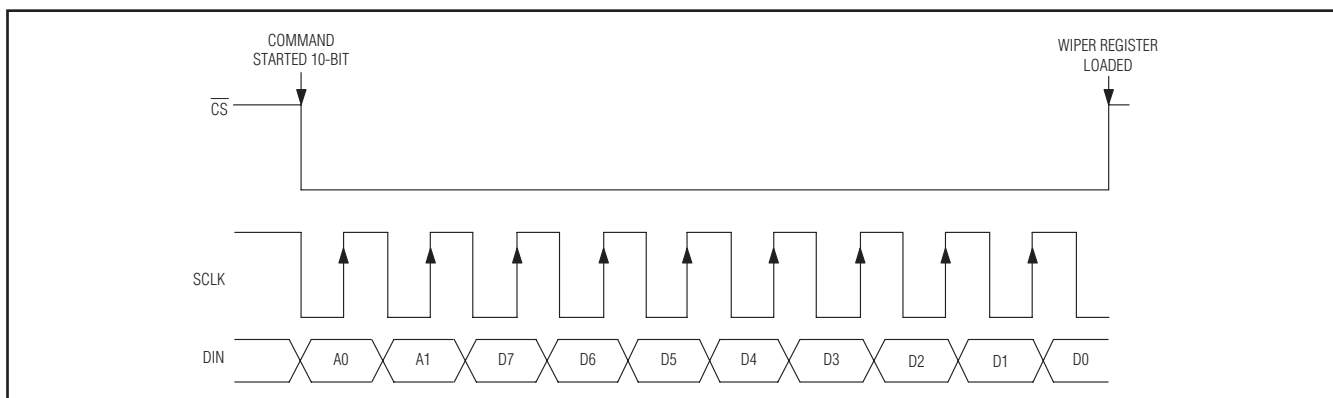 COMMAND
STARTED 10-BIT
WIPER REGISTER
LOADED
CS
SCLK
DIN
A0
A1
D7
D6
D5
D4
D3
D2
D1
D0